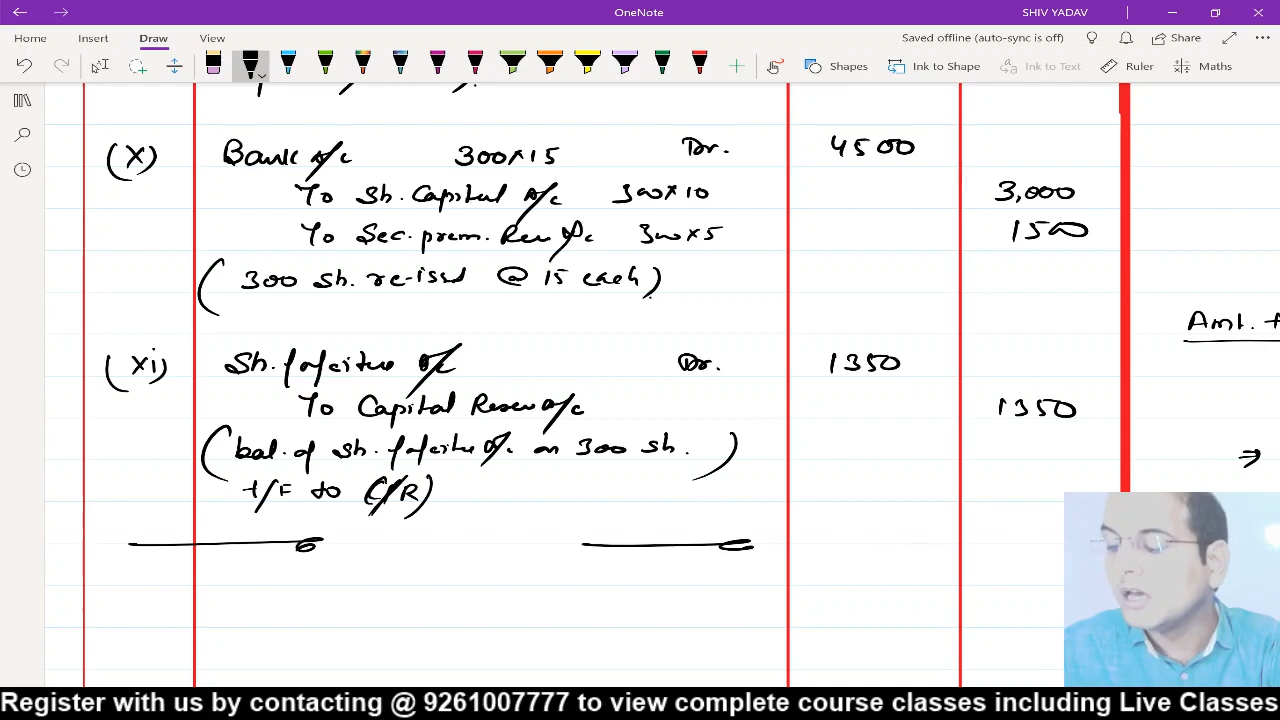 OneNote
SHIV YADAV
Home Insert Draw View
Saved offline (auto-sync is off)
Share
Shapes
Ink to Shape
Ink to Text
Ruler
Maths
(X) Bank A/c 300×15 Dr. 4500
To Sh. Capital A/c 300×10 3,000
To Sec. prem. Res A/c 300×5 1500
(300 sh. re-issd @ 15 each)
(Xi) Sh. forfeiture A/c Dr. 1350
To Capital Reser A/c 1350
(bal. of sh. forfeitu A/c on 300 sh.
t/F to C/R)
Amt. t
⇒
Register with us by contacting @ 9261007777 to view complete course classes including Live Classes